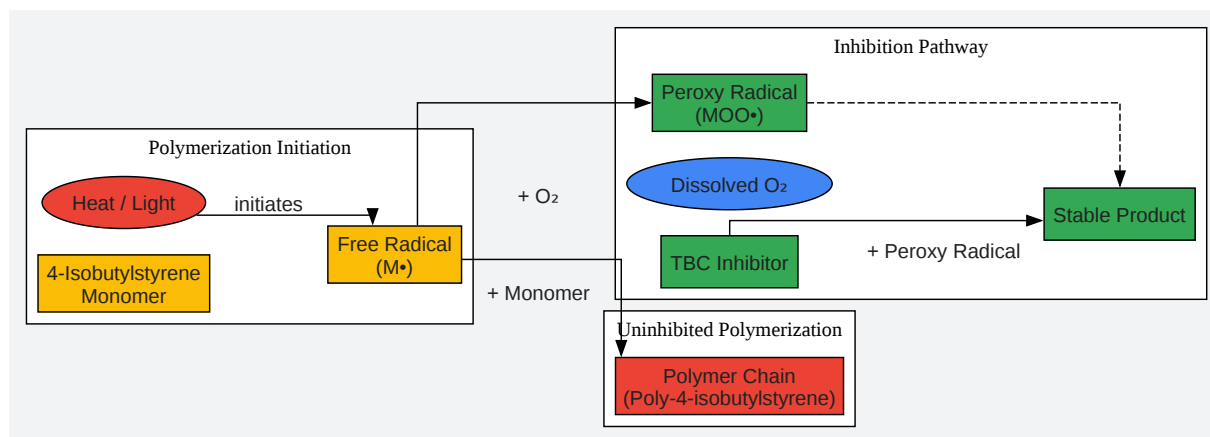 Inhibition Pathway
Peroxy Radical
(MOO•)
Polymerization Initiation
Heat / Light
initiates
+ O₂
Dissolved O₂
Stable Product
Free Radical
(M•)
TBC Inhibitor
+ Peroxy Radical
4-Isobutylstyrene
Monomer
+ Monomer
Uninhibited Polymerization
Polymer Chain
(Poly-4-isobutylstyrene)